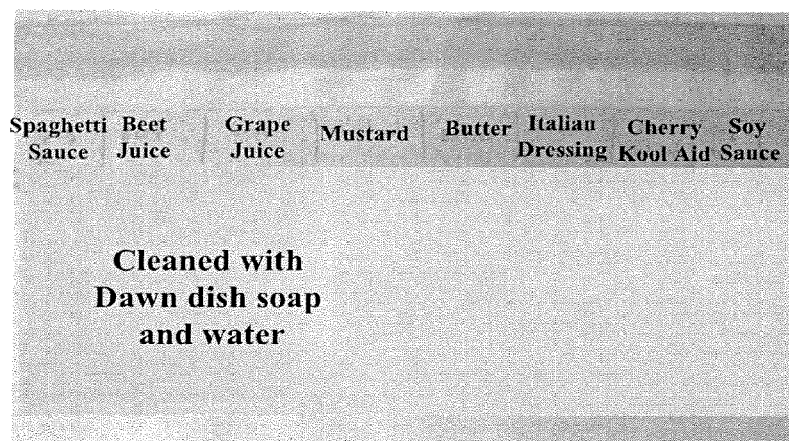 Spaghetti Sauce
Beet Juice
Grape Juice
Mustard
Butter
Italian Dressing
Cherry Kool Aid
Soy Sauce
Cleaned with
Dawn dish soap
and water